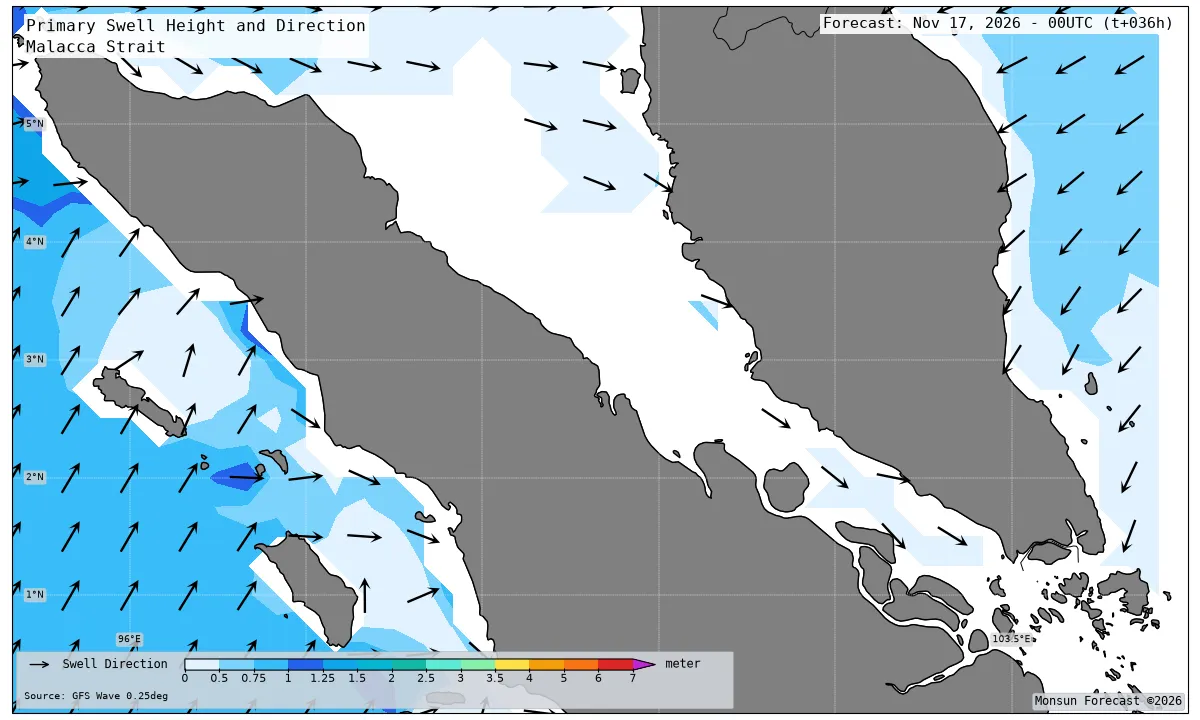 Primary Swell Height and Direction
Malacca Strait
Forecast: Nov 17, 2026 - 00UTC (t+036h)
5°N
4°N
3°N
2°N
1°N
96°E
103.5°E
Swell Direction
meter
0 0.5 0.75 1 1.25 1.5 2 2.5 3 3.5 4 5 6 7
Source: GFS Wave 0.25deg
Monsun Forecast ©2026